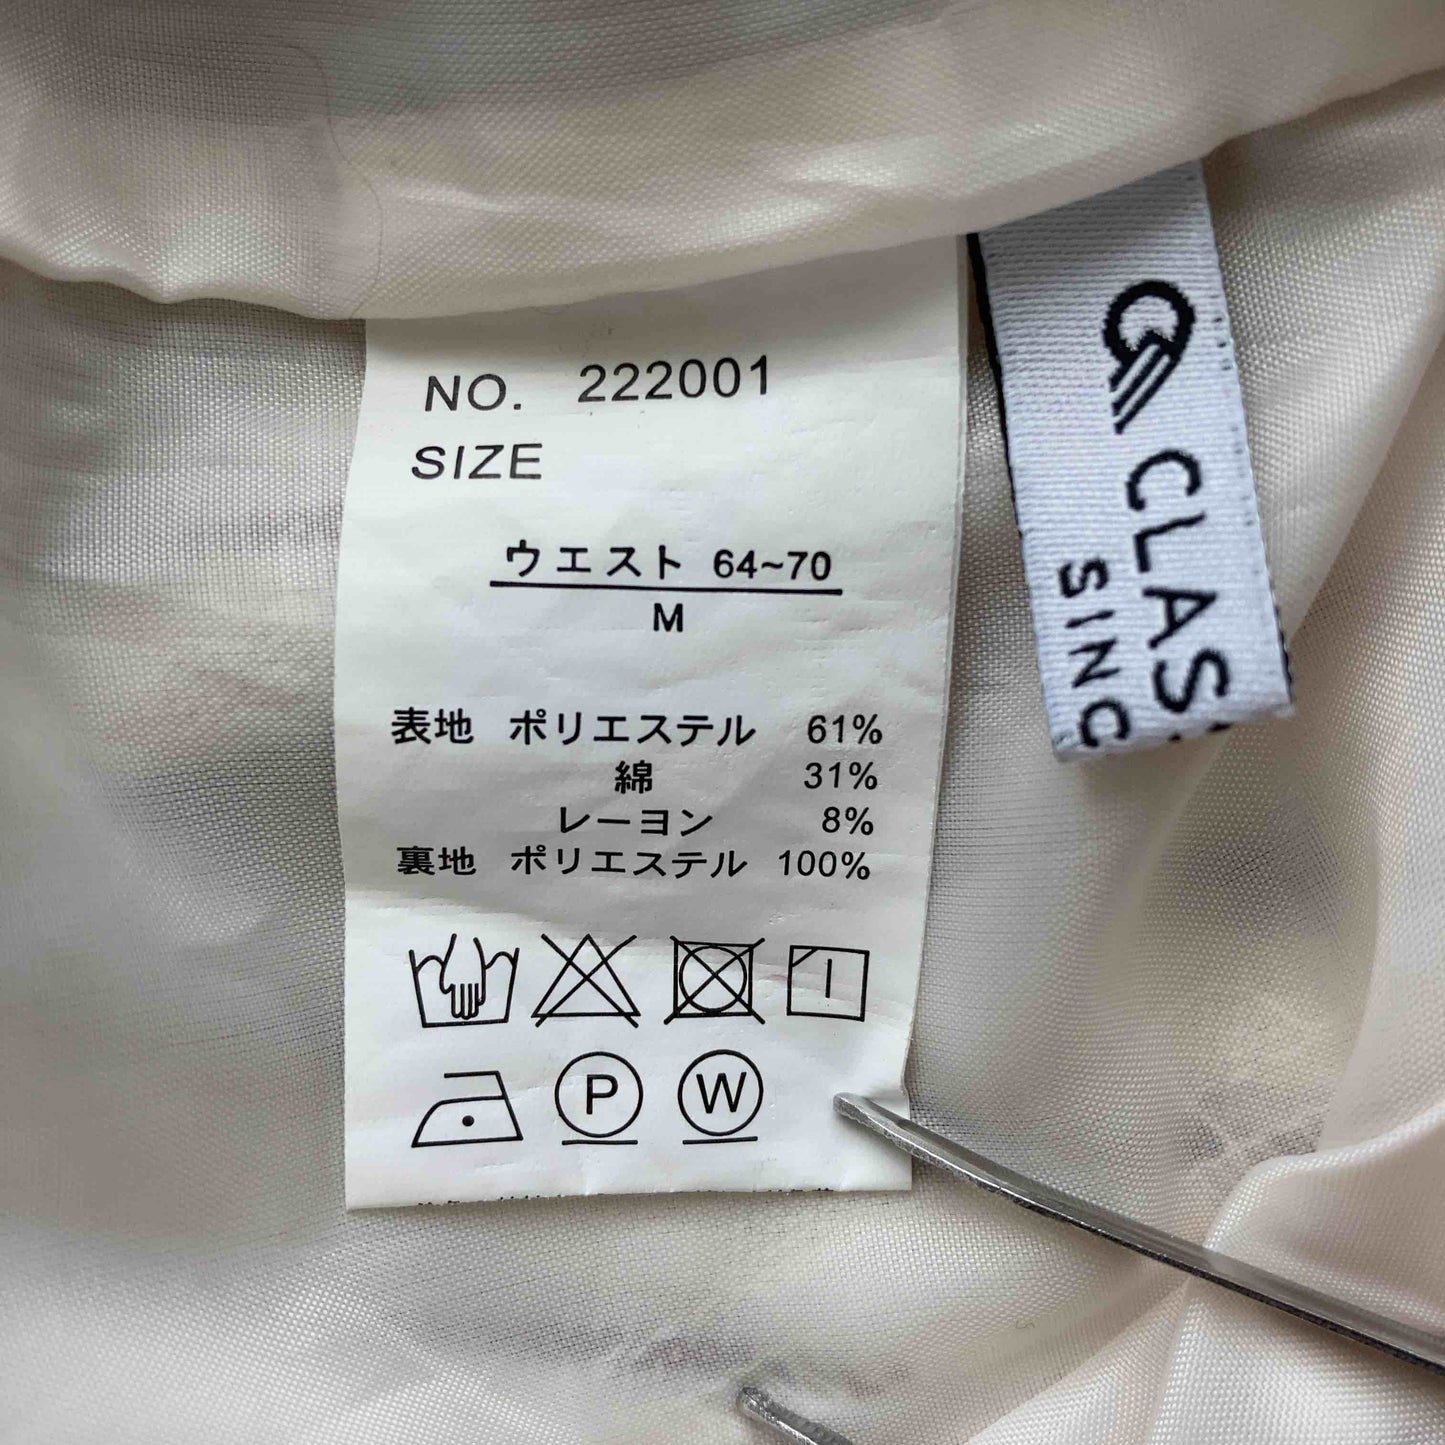 NO. 222001
SIZE
ウエスト 64~70
M
表地 ポリエステル 61%
綿 31%
レーヨン 8%
裏地 ポリエステル 100%
P W
CLAS
SINC